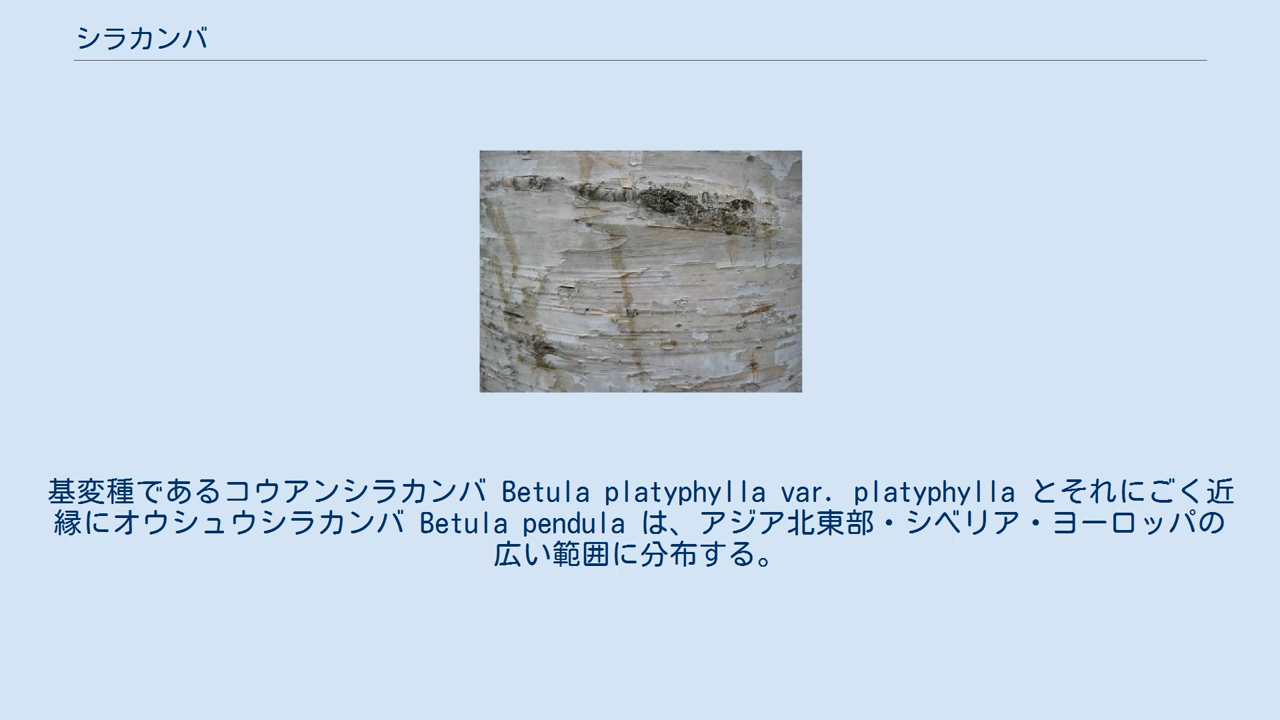 シラカンバ
基変種であるコウアンシラカンバ Betula platyphylla var. platyphylla とそれにごく近
縁にオウシュウシラカンバ Betula pendula は、アジア北東部・シベリア・ヨーロッパの
広い範囲に分布する。